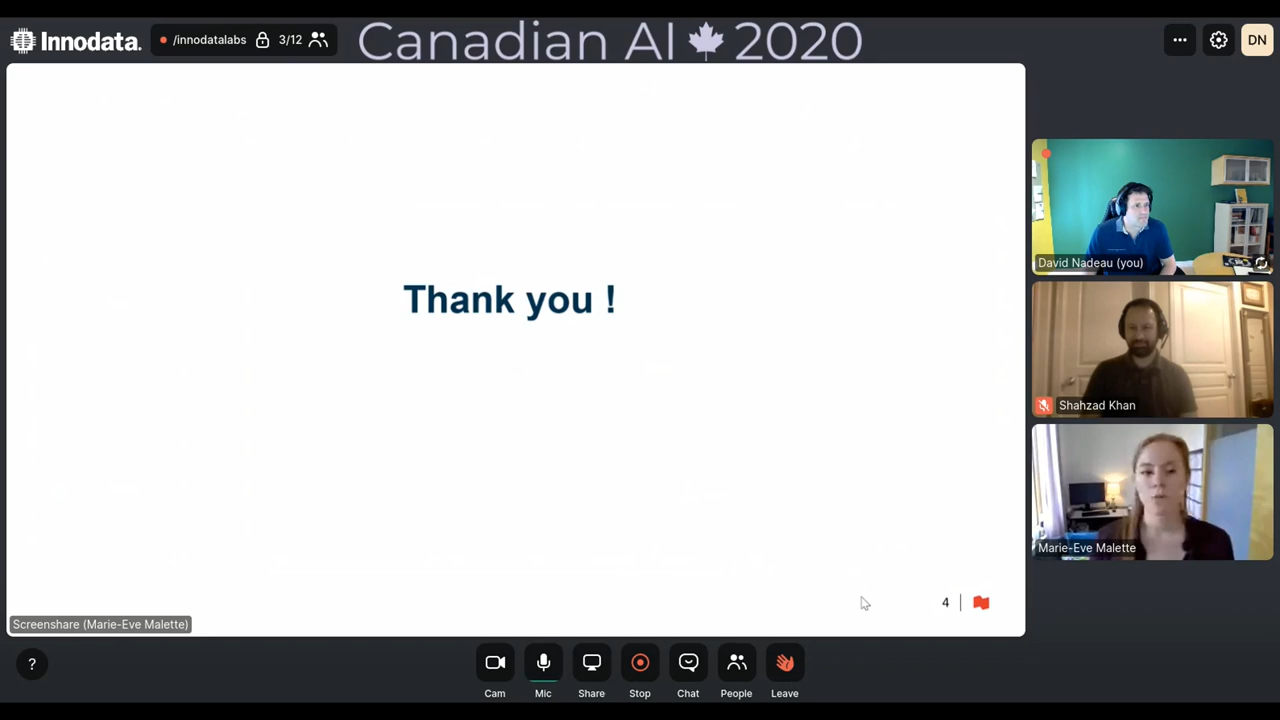 Innodata.
/innodatalabs
3/12
Canadian AI 2020
DN
Thank you !
4
Screenshare (Marie-Eve Malette)
David Nadeau (you)
Shahzad Khan
Marie-Eve Malette
?
Cam
Mic
Share
Stop
Chat
People
Leave